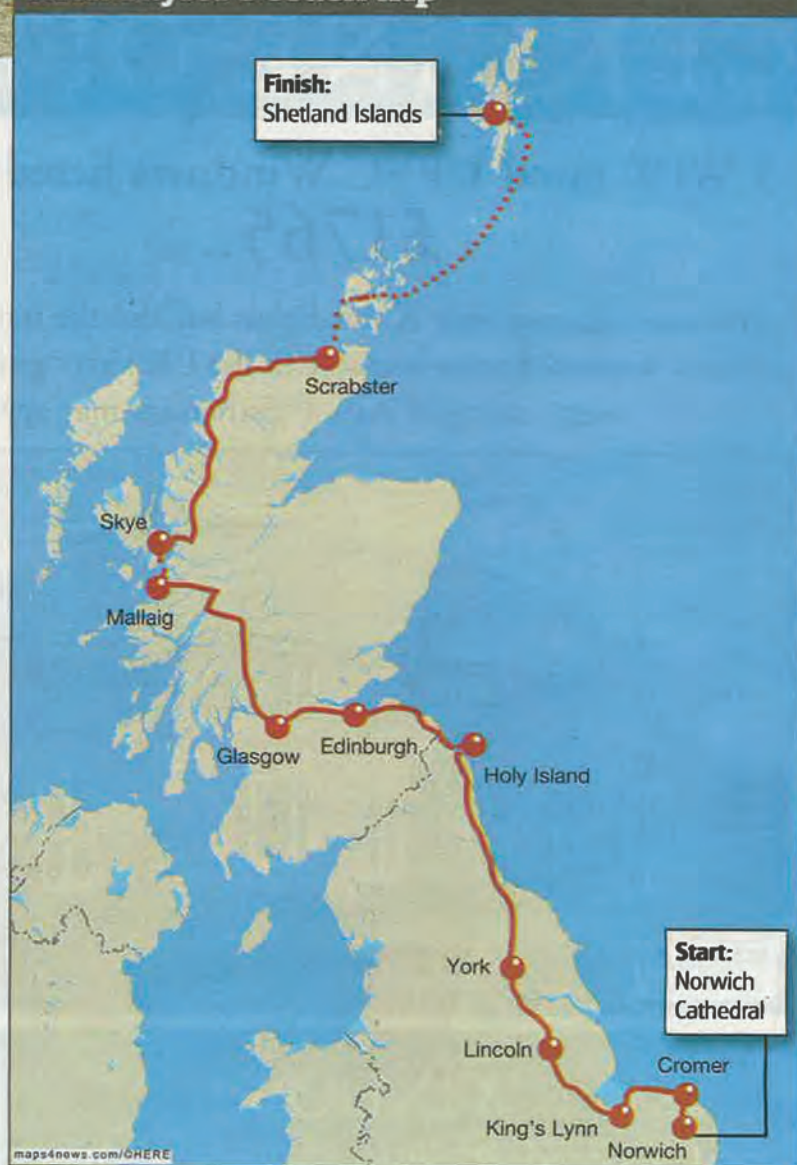 Finish:
Shetland Islands
Scrabster
Skye
Mallaig
Glasgow
Edinburgh
Holy Island
York
Start:
Norwich
Cathedral
Lincoln
Cromer
King's Lynn
Norwich
maps4news.com/©HERE